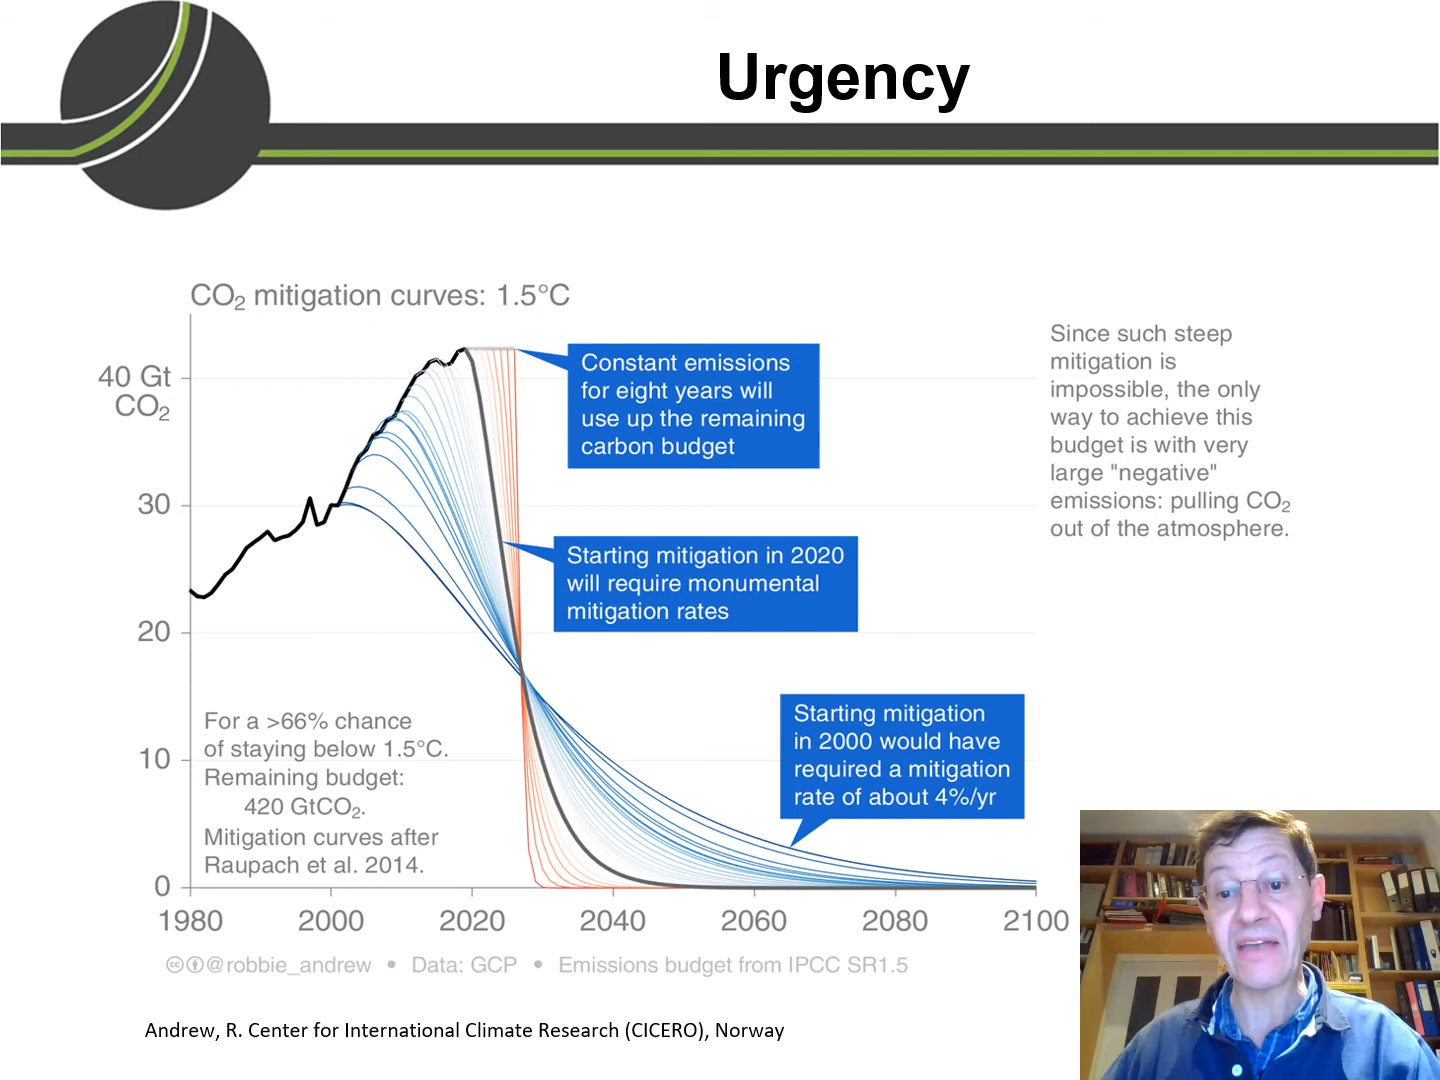 Urgency
CO₂ mitigation curves: 1.5°C
40 Gt
CO₂
30
20
10
0
1980
2000
2020
2040
2060
2080
2100
Constant emissions
for eight years will
use up the remaining
carbon budget
Starting mitigation in 2020
will require monumental
mitigation rates
Starting mitigation
in 2000 would have
required a mitigation
rate of about 4%/yr
For a >66% chance
of staying below 1.5°C.
Remaining budget:
420 GtCO₂.
Mitigation curves after
Raupach et al. 2014.
Since such steep
mitigation is
impossible, the only
way to achieve this
budget is with very
large "negative"
emissions: pulling CO₂
out of the atmosphere.
@robbie_andrew • Data: GCP • Emissions budget from IPCC SR1.5
Andrew, R. Center for International Climate Research (CICERO), Norway